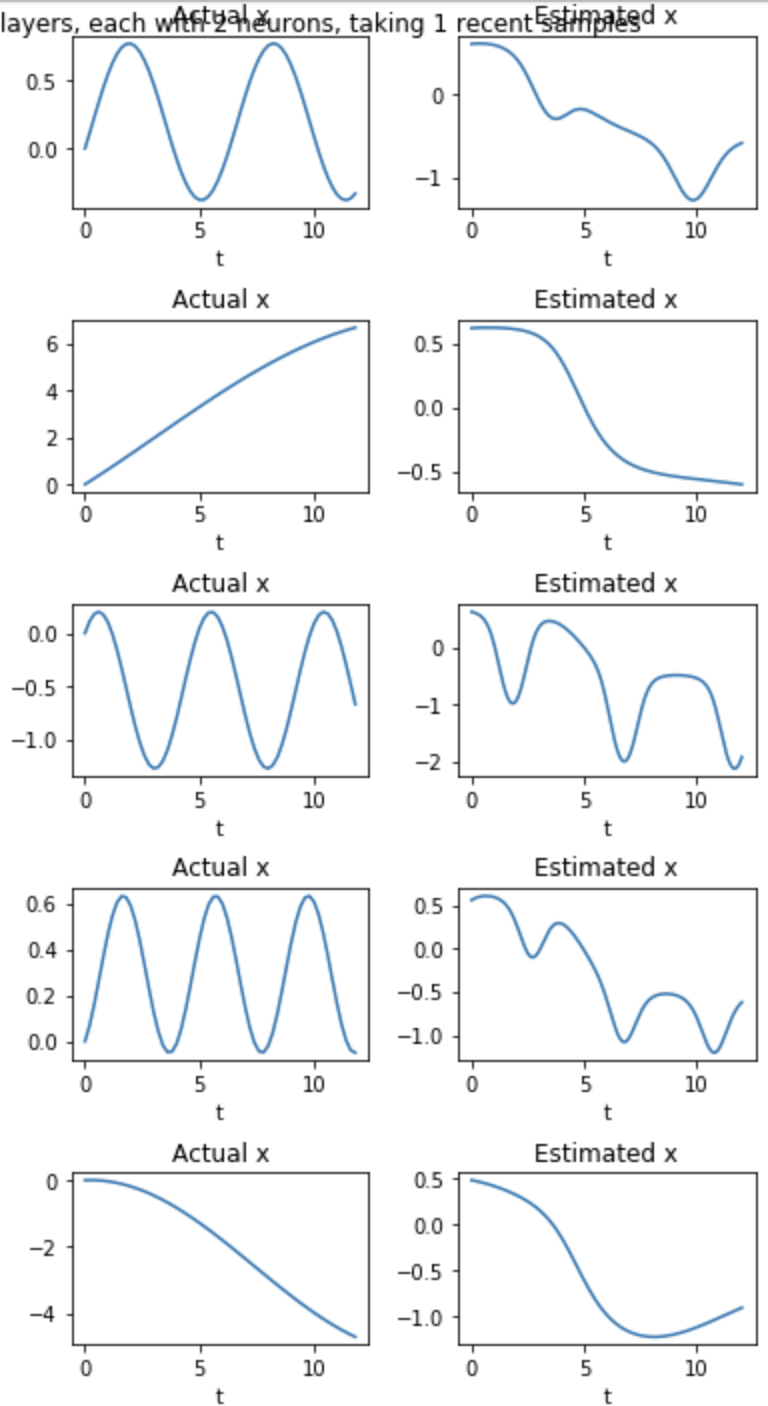 Actual x Estimated x
layers, each with 2 neurons, taking 1 recent samples
0.5 0
0.0 −1
0 5 10 0 5 10
t t
Actual x Estimated x
6 0.5
4 0.0
2 −0.5
0
0 5 10 0 5 10
t t
Actual x Estimated x
0.0 0
−0.5 −1
−1.0 −2
0 5 10 0 5 10
t t
Actual x Estimated x
0.6 0.5
0.4 0.0
0.2 −0.5
0.0 −1.0
0 5 10 0 5 10
t t
Actual x Estimated x
0 0.5
−2 0.0
−4 −0.5
−1.0
0 5 10 0 5 10
t t